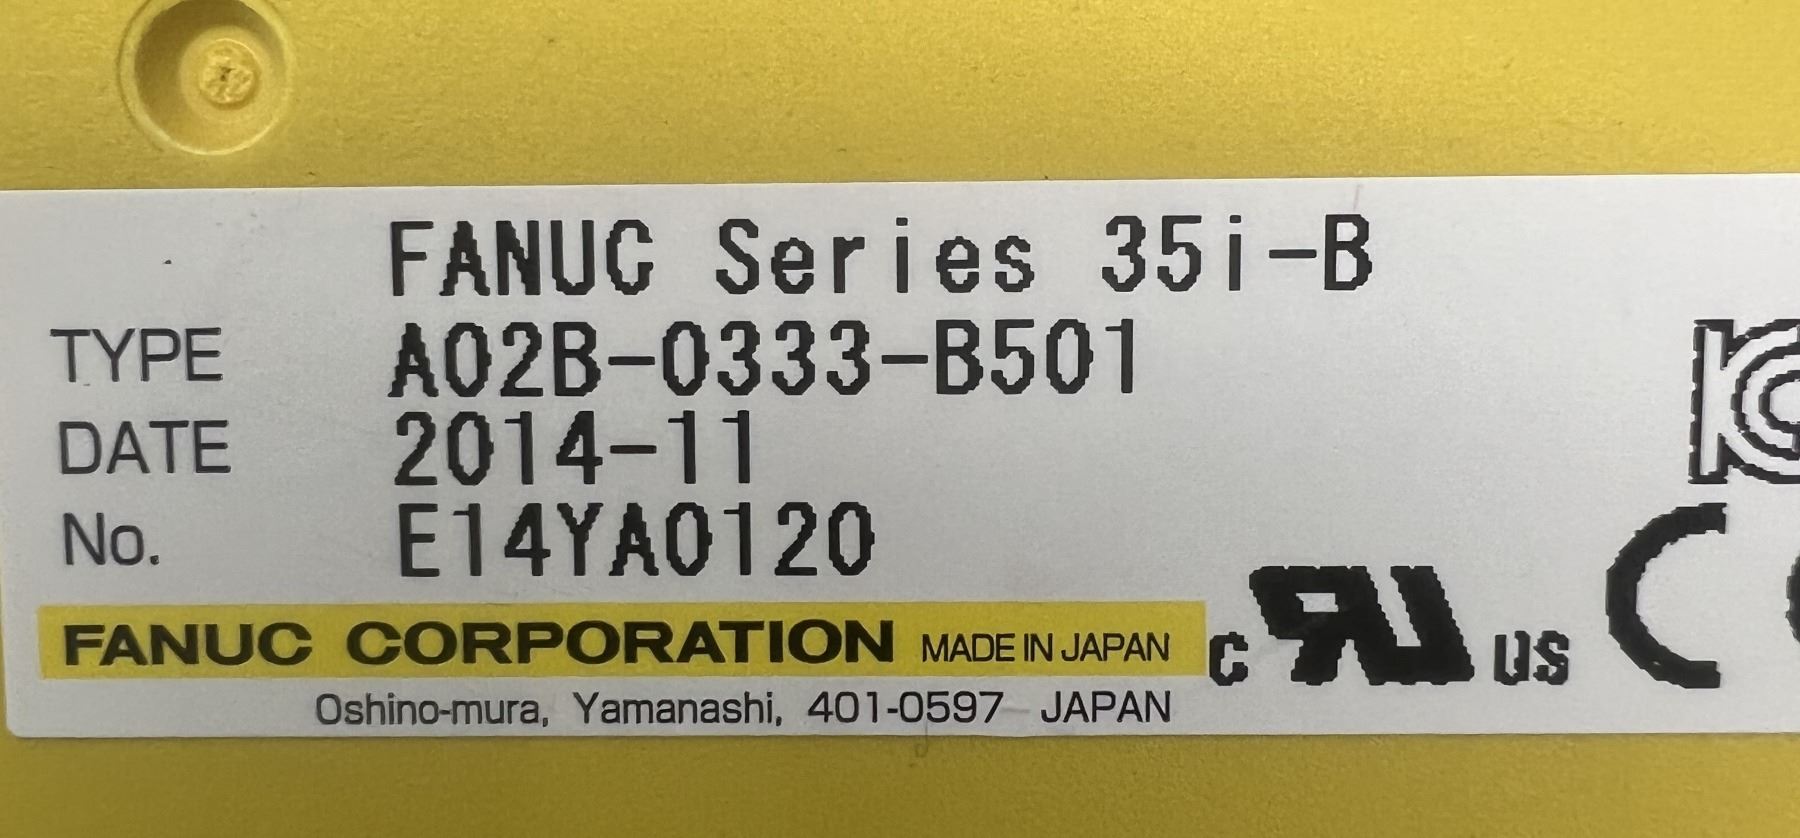 FANUC Series 35i-B
TYPE A02B-0333-B501
DATE 2014-11
No. E14YA0120
FANUC CORPORATION MADE IN JAPAN
Oshino-mura, Yamanashi, 401-0597 JAPAN
c RU US